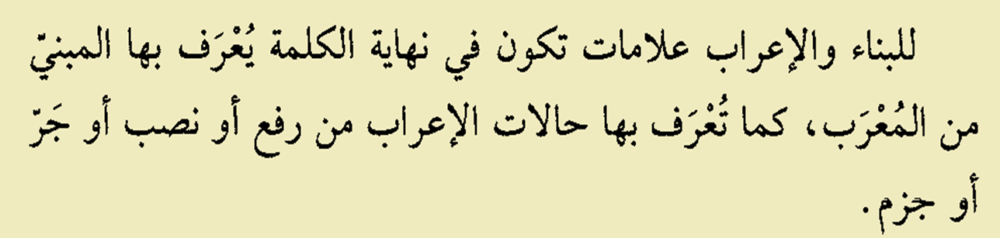 للبناء والإعراب علامات تكون في نهاية الكلمة يُعْرَف بها المبنيّ
من المُعْرَب، كما تُعْرَف بها حالات الإعراب من رفع أو نصب أو جَرّ
أو جزم.